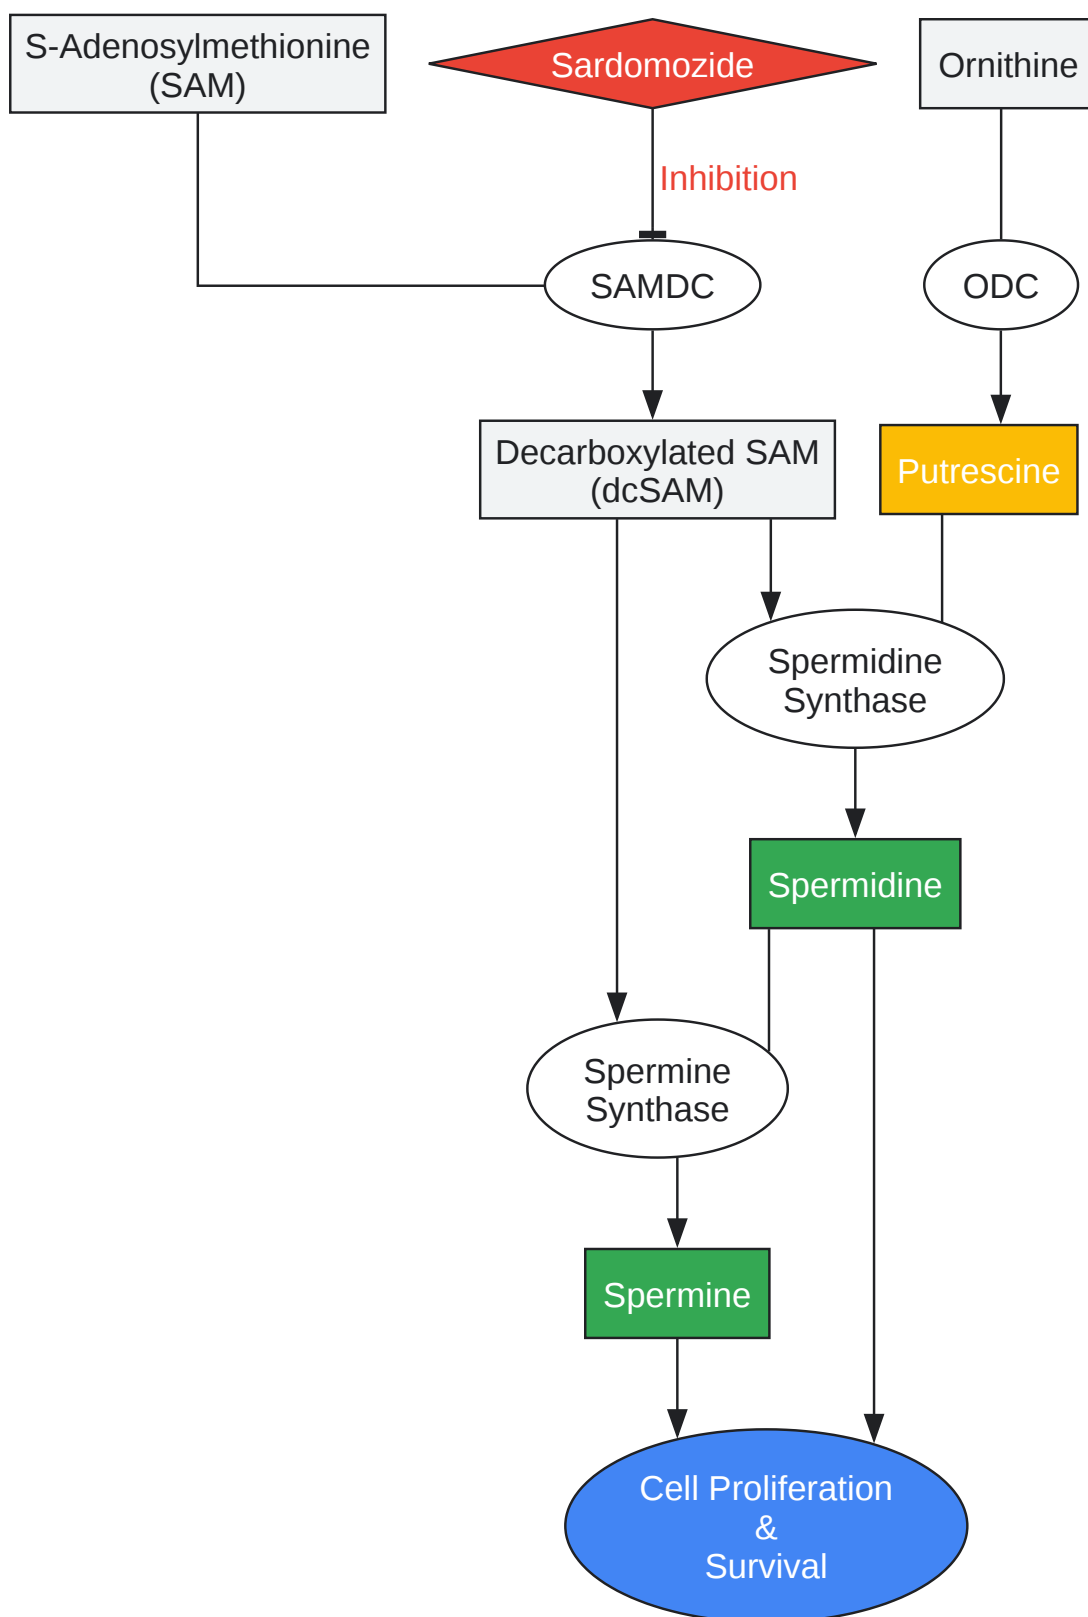 S-Adenosylmethionine
(SAM)
Sardomozide
Ornithine
Inhibition
SAMDC
ODC
Decarboxylated SAM
(dcSAM)
Putrescine
Spermidine
Synthase
Spermidine
Spermine
Synthase
Spermine
Cell Proliferation
&
Survival